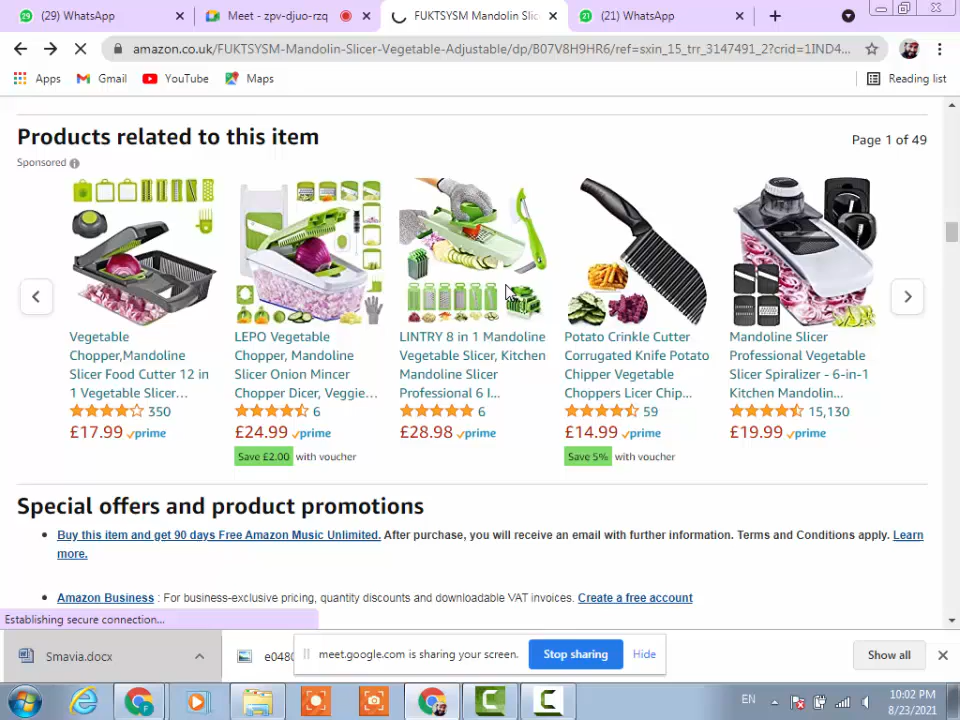 (29) WhatsApp
Meet - zpv-djuo-rzq
FUKTSYSM Mandolin Slic
(21) WhatsApp
amazon.co.uk/FUKTSYSM-Mandolin-Slicer-Vegetable-Adjustable/dp/B07V8H9HR6/ref=sxin_15_trr_3147491_2?crid=1IND4...
Apps
Gmail
YouTube
Maps
Reading list
Products related to this item
Page 1 of 49
Sponsored
Vegetable
Chopper,Mandoline
Slicer Food Cutter 12 in
1 Vegetable Slicer...
350
£17.99 prime
LEPO Vegetable
Chopper, Mandoline
Slicer Onion Mincer
Chopper Dicer, Veggie...
6
£24.99 prime
Save £2.00 with voucher
LINTRY 8 in 1 Mandoline
Vegetable Slicer, Kitchen
Mandoline Slicer
Professional 6 I...
6
£28.98 prime
Potato Crinkle Cutter
Corrugated Knife Potato
Chipper Vegetable
Choppers Licer Chip...
59
£14.99 prime
Save 5% with voucher
Mandoline Slicer
Professional Vegetable
Slicer Spiralizer - 6-in-1
Kitchen Mandolin...
15,130
£19.99 prime
Special offers and product promotions
Buy this item and get 90 days Free Amazon Music Unlimited. After purchase, you will receive an email with further information. Terms and Conditions apply. Learn
more.
Amazon Business : For business-exclusive pricing, quantity discounts and downloadable VAT invoices. Create a free account
Establishing secure connection...
Smavia.docx
e0480
meet.google.com is sharing your screen.
Stop sharing
Hide
Show all
EN
10:02 PM
8/23/2021